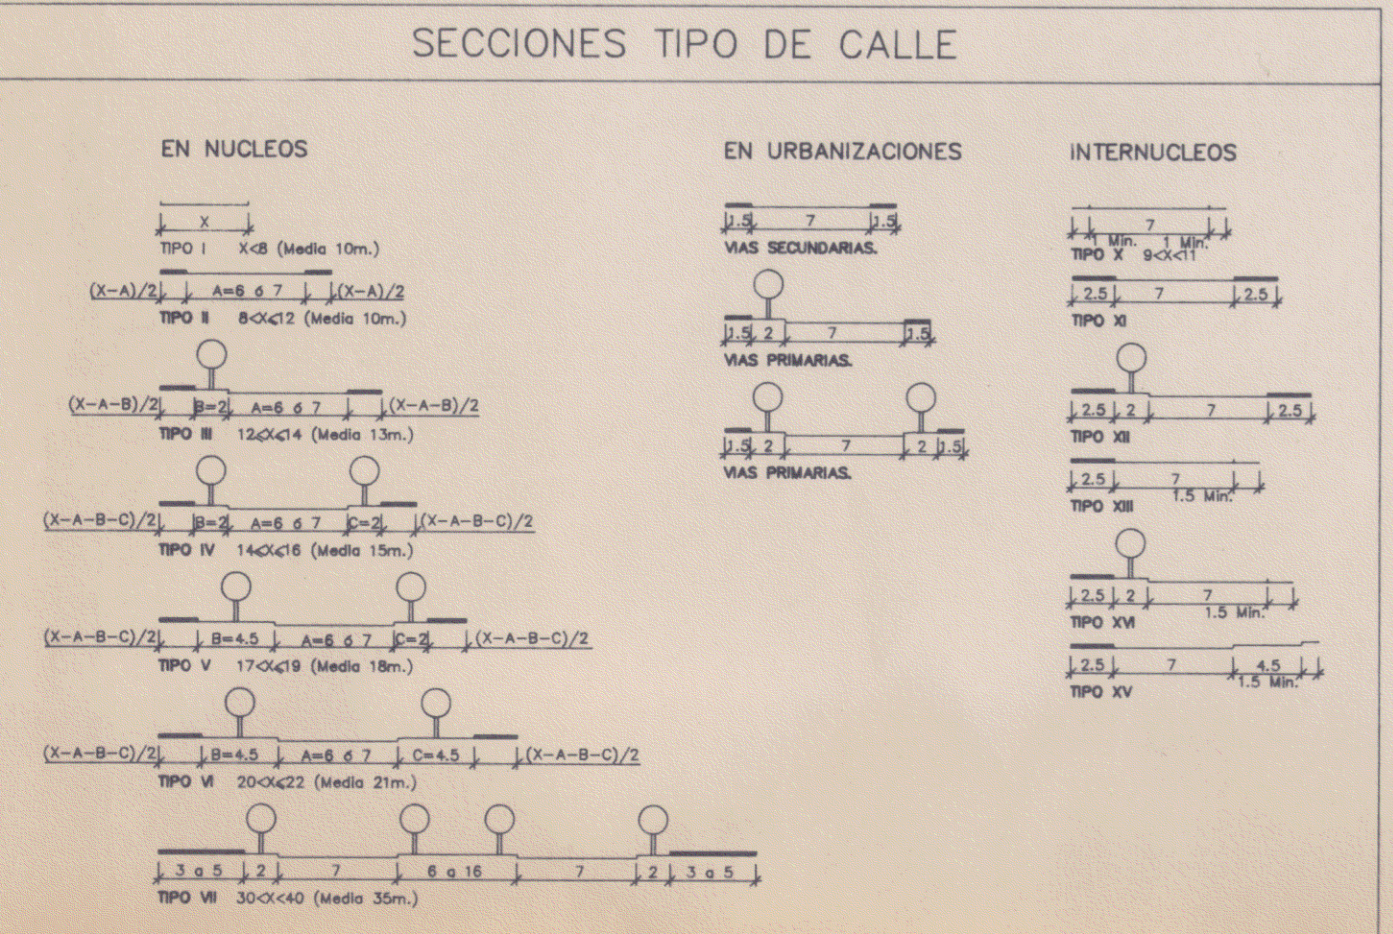 SECCIONES TIPO DE CALLE
EN NUCLEOS
X
TIPO I X<8 (Media 10m.)
(X-A)/2 A=6 ó 7 (X-A)/2
TIPO II 8<X⩽12 (Media 10m.)
(X-A-B)/2 B=2 A=6 ó 7 (X-A-B)/2
TIPO III 12⩽X⩽14 (Media 13m.)
(X-A-B-C)/2 B=2 A=6 ó 7 C=2 (X-A-B-C)/2
TIPO IV 14⩽X⩽16 (Media 15m.)
(X-A-B-C)/2 B=4.5 A=6 ó 7 C=2 (X-A-B-C)/2
TIPO V 17<X⩽19 (Media 18m.)
(X-A-B-C)/2 B=4.5 A=6 ó 7 C=4.5 (X-A-B-C)/2
TIPO VI 20<X⩽22 (Media 21m.)
3 a 5 2 7 6 a 16 7 2 3 a 5
TIPO VII 30<X<40 (Media 35m.)
EN URBANIZACIONES
1.5 7 1.5
VIAS SECUNDARIAS.
1.5 2 7 1.5
VIAS PRIMARIAS.
1.5 2 7 2 1.5
VIAS PRIMARIAS.
INTERNUCLEOS
7
1 Min. 1 Min.
TIPO X 9<X<11
2.5 7 2.5
TIPO XI
2.5 2 7 2.5
TIPO XII
2.5 7
1.5 Min.
TIPO XIII
2.5 2 7
1.5 Min.
TIPO XVI
2.5 7 4.5
1.5 Min.
TIPO XV